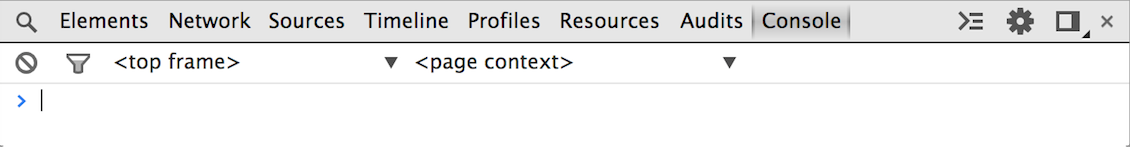 Elements Network Sources Timeline Profiles Resources Audits Console
<top frame> <page context>